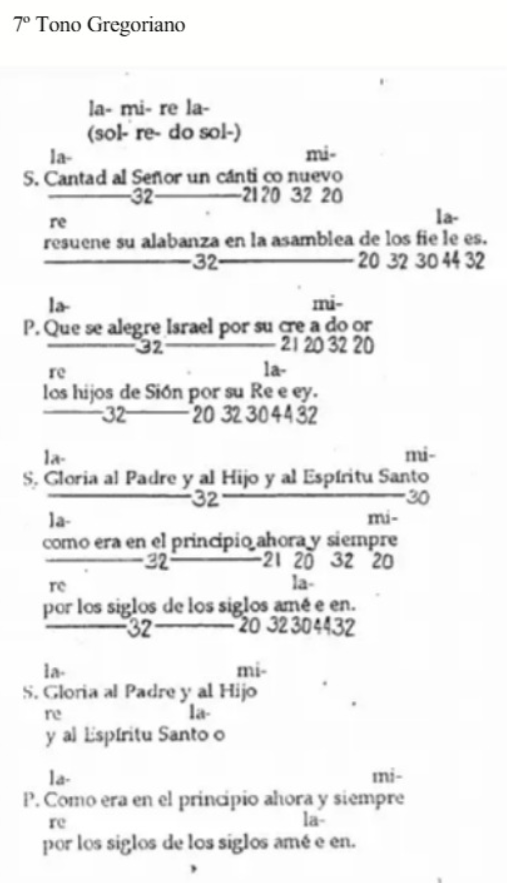 7º Tono Gregoriano
la- mi- re la-
(sol- re- do sol-)
la- mi-
S. Cantad al Señor un cánti co nuevo
32 2120 32 20
re la-
resuene su alabanza en la asamblea de los fie le es.
32 20 32 30 44 32
la- mi-
P. Que se alegre Israel por su cre a do or
32 21 20 32 20
re la-
los hijos de Sión por su Re e ey.
32 20 32 30 44 32
la- mi-
S. Gloria al Padre y al Hijo y al Espíritu Santo
32 30
la- mi-
como era en el principio ahora y siempre
32 21 20 32 20
re la-
por los siglos de los siglos amé e en.
32 20 32 30 44 32
la- mi-
S. Gloria al Padre y al Hijo
re la-
y al Espíritu Santo o
la- mi-
P. Como era en el principio ahora y siempre
re la-
por los siglos de los siglos amé e en.